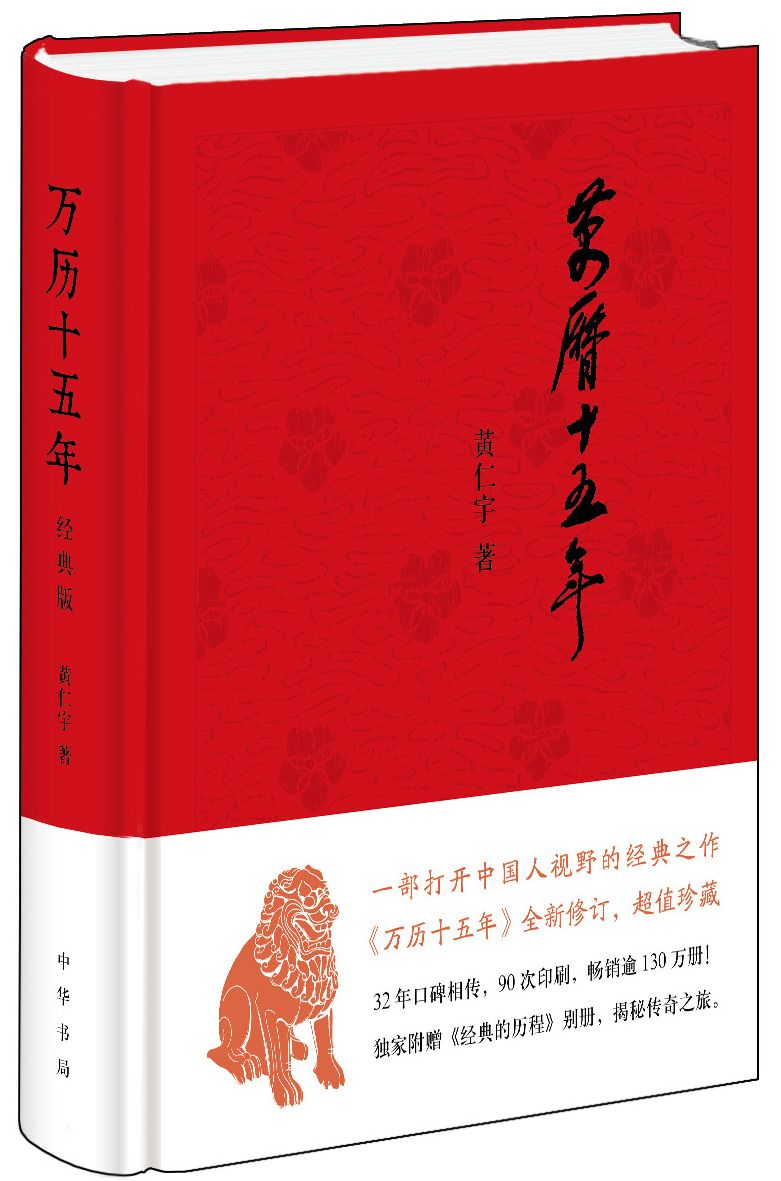 万历十五年
经典版
黄仁宇 著
中华书局
萬曆十五年
黄仁宇 著
一部打开中国人视野的经典之作
《万历十五年》全新修订，超值珍藏
32年口碑相传，90次印刷，畅销逾130万册！
独家附赠《经典的历程》别册，揭秘传奇之旅。